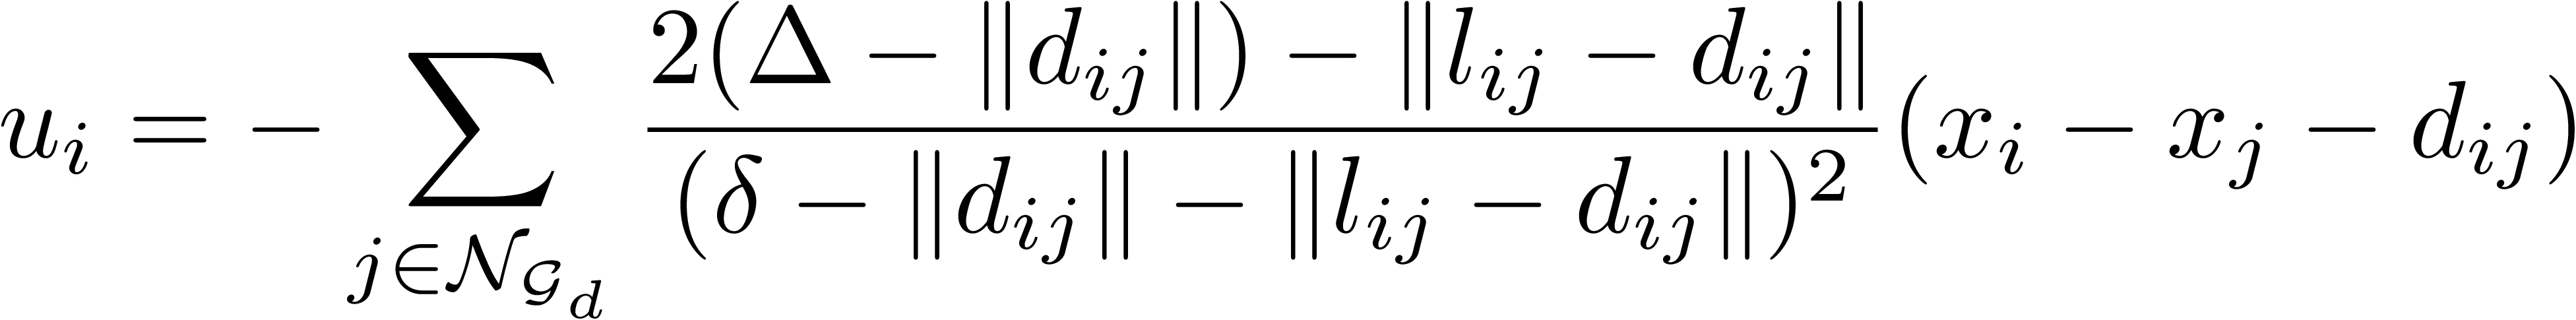 u_i = -\sum_{j \in \mathcal{N}_{\mathcal{G}_d}} \frac{2(\Delta - \|d_{ij}\|) - \|l_{ij} - d_{ij}\|}{(\delta - \|d_{ij}\| - \|l_{ij} - d_{ij}\|)^2} (x_i - x_j - d_{ij})